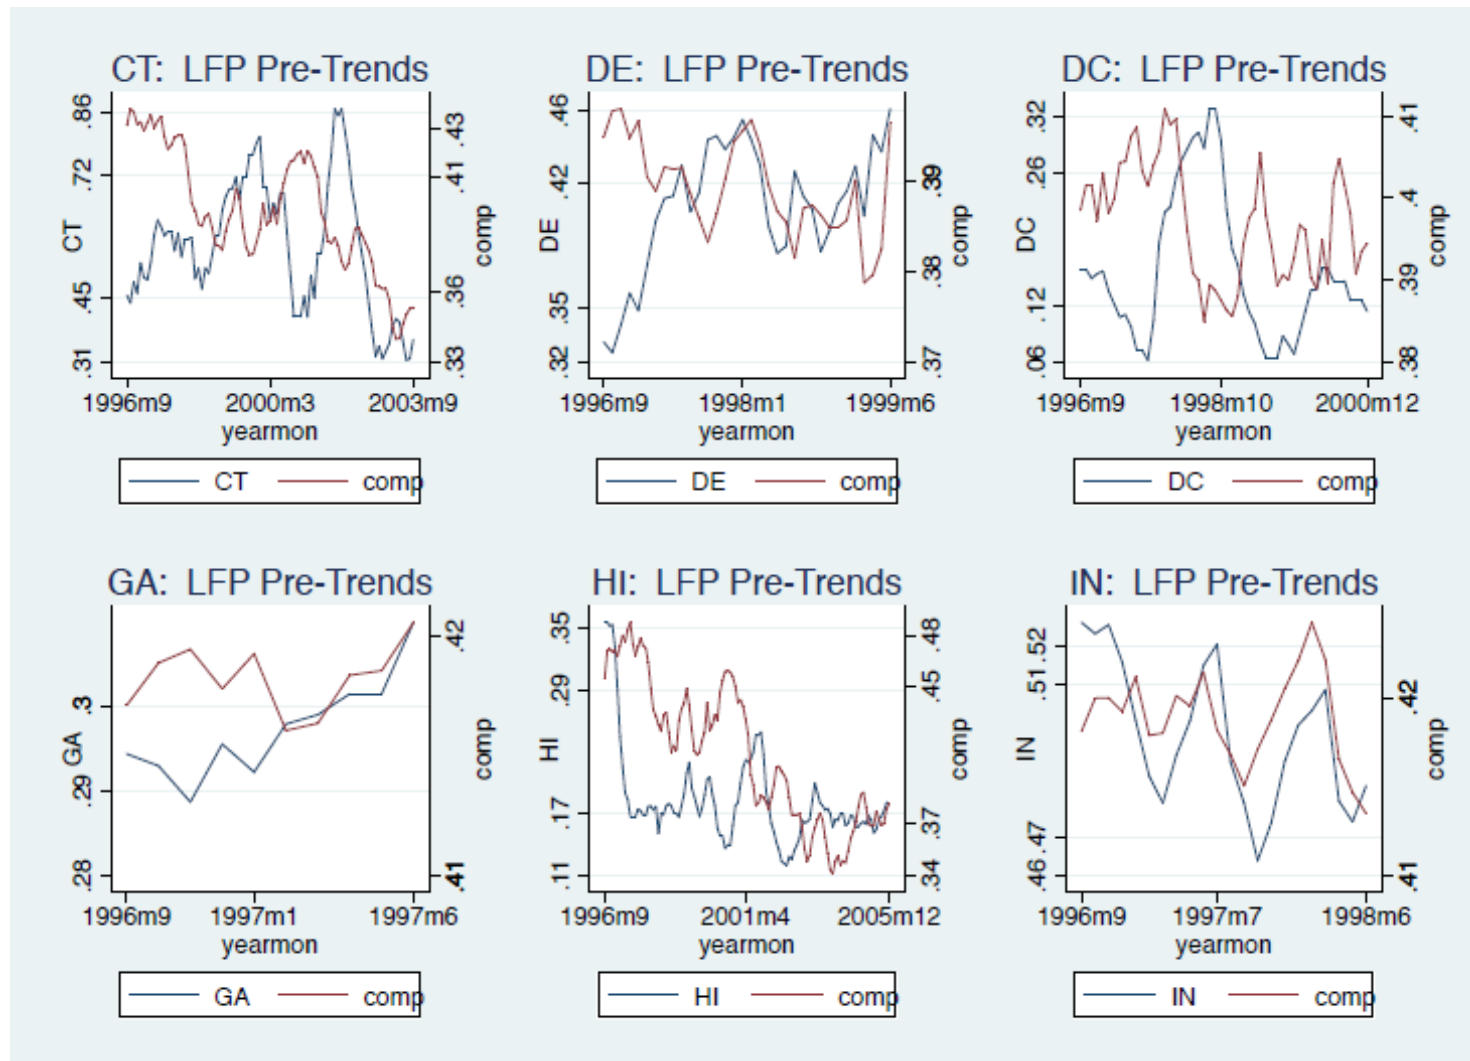 CT: LFP Pre-Trends
DE: LFP Pre-Trends
DC: LFP Pre-Trends
CT
.86
.72
.45
.31
comp
.43
.41
.36
.33
1996m9 2000m3 2003m9
yearmon
CT comp
DE
.46
.42
.35
.32
comp
.39
.38
.37
1996m9 1998m1 1999m6
yearmon
DE comp
DC
.32
.26
.12
.06
comp
.41
.4
.39
.38
1996m9 1998m10 2000m12
yearmon
DC comp
GA: LFP Pre-Trends
HI: LFP Pre-Trends
IN: LFP Pre-Trends
GA
.3
.29
.28
comp
.42
.41
1996m9 1997m1 1997m6
yearmon
GA comp
HI
.35
.29
.17
.11
comp
.48
.45
.37
.34
1996m9 2001m4 2005m12
yearmon
HI comp
IN
.52
.51
.47
.46
comp
.42
.41
1996m9 1997m7 1998m6
yearmon
IN comp